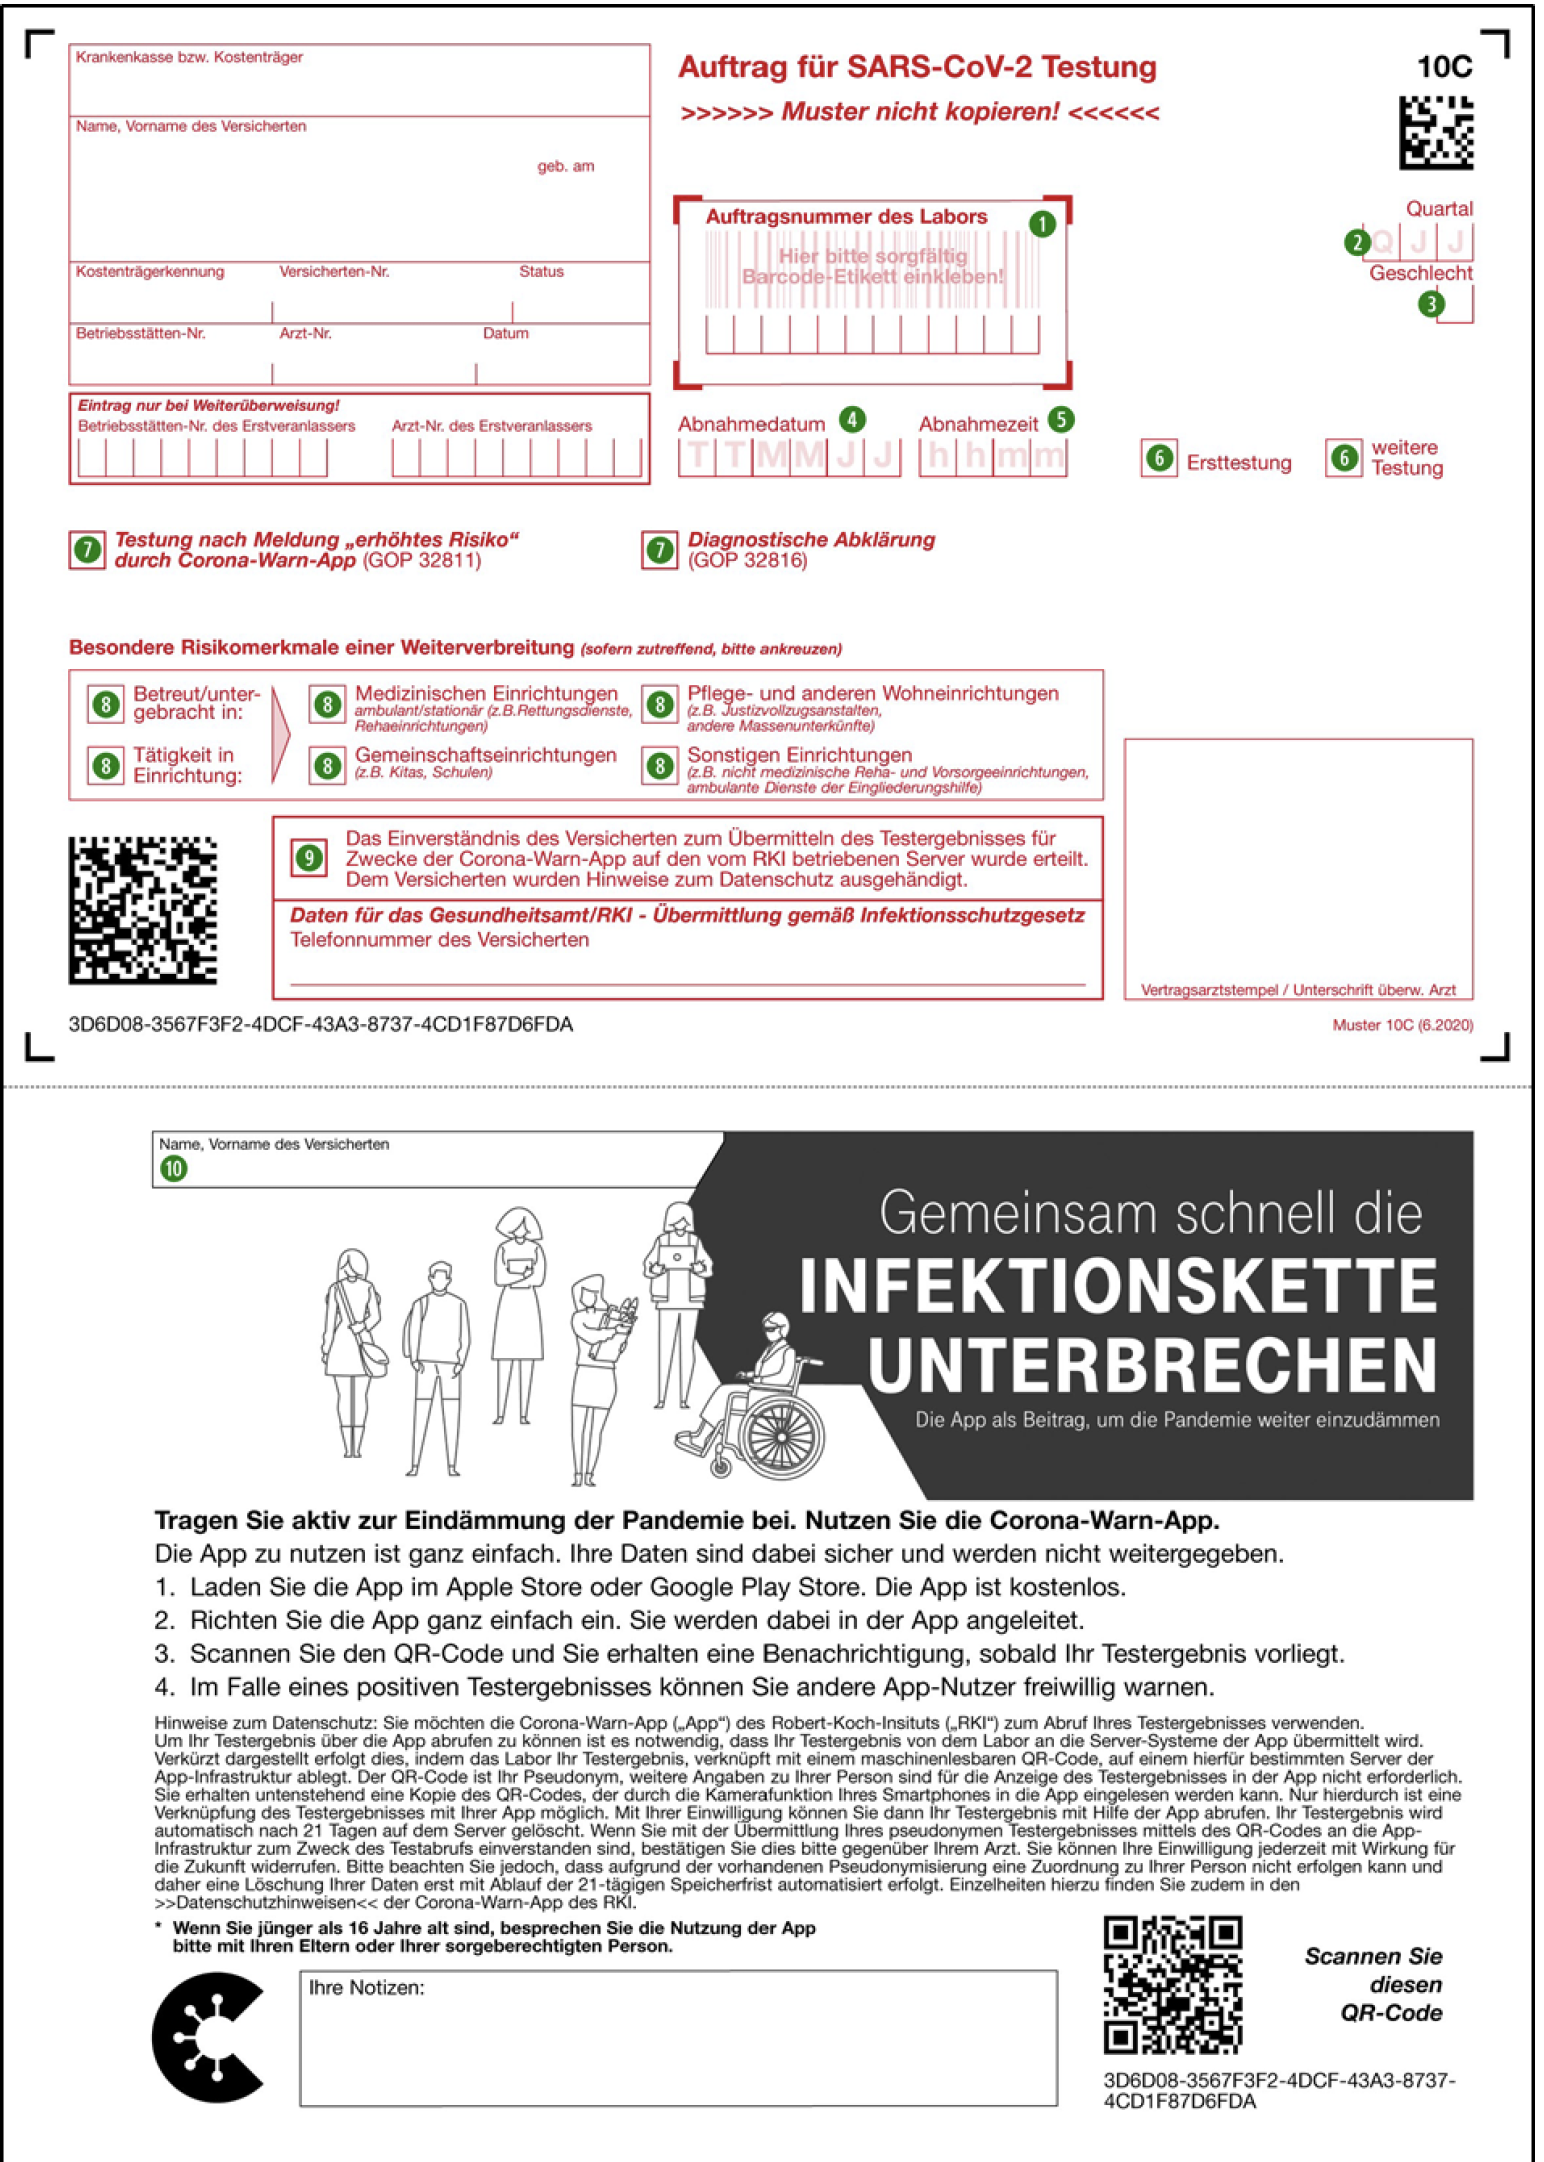 Krankenkasse bzw. Kostenträger
Auftrag für SARS-CoV-2 Testung
10C
>>>>>> Muster nicht kopieren! <<<<<<
Name, Vorname des Versicherten
geb. am
Auftragsnummer des Labors
1
Hier bitte sorgfältig
Barcode-Etikett einkleben!
Quartal
2
Q J J
Geschlecht
3
Kostenträgerkennung Versicherten-Nr. Status
Betriebsstätten-Nr. Arzt-Nr. Datum
Eintrag nur bei Weiterüberweisung!
Betriebsstätten-Nr. des Erstveranlassers Arzt-Nr. des Erstveranlassers
Abnahmedatum 4 Abnahmezeit 5
T T M M J J h h m m
6 Ersttestung
6 weitere
Testung
7 Testung nach Meldung „erhöhtes Risiko“
durch Corona-Warn-App (GOP 32811)
7 Diagnostische Abklärung
(GOP 32816)
Besondere Risikomerkmale einer Weiterverbreitung (sofern zutreffend, bitte ankreuzen)
8 Betreut/unter-
gebracht in:
8 Medizinischen Einrichtungen
ambulant/stationär (z.B.Rettungsdienste,
Rehaeinrichtungen)
8 Pflege- und anderen Wohneinrichtungen
(z.B. Justizvollzugsanstalten,
andere Massenunterkünfte)
8 Tätigkeit in
Einrichtung:
8 Gemeinschaftseinrichtungen
(z.B. Kitas, Schulen)
8 Sonstigen Einrichtungen
(z.B. nicht medizinische Reha- und Vorsorgeeinrichtungen,
ambulante Dienste der Eingliederungshilfe)
9 Das Einverständnis des Versicherten zum Übermitteln des Testergebnisses für
Zwecke der Corona-Warn-App auf den vom RKI betriebenen Server wurde erteilt.
Dem Versicherten wurden Hinweise zum Datenschutz ausgehändigt.
Daten für das Gesundheitsamt/RKI - Übermittlung gemäß Infektionsschutzgesetz
Telefonnummer des Versicherten
Vertragsarztstempel / Unterschrift überw. Arzt
3D6D08-3567F3F2-4DCF-43A3-8737-4CD1F87D6FDA
Muster 10C (6.2020)
Name, Vorname des Versicherten
10
Gemeinsam schnell die
INFEKTIONSKETTE
UNTERBRECHEN
Die App als Beitrag, um die Pandemie weiter einzudämmen
Tragen Sie aktiv zur Eindämmung der Pandemie bei. Nutzen Sie die Corona-Warn-App.
Die App zu nutzen ist ganz einfach. Ihre Daten sind dabei sicher und werden nicht weitergegeben.
1. Laden Sie die App im Apple Store oder Google Play Store. Die App ist kostenlos.
2. Richten Sie die App ganz einfach ein. Sie werden dabei in der App angeleitet.
3. Scannen Sie den QR-Code und Sie erhalten eine Benachrichtigung, sobald Ihr Testergebnis vorliegt.
4. Im Falle eines positiven Testergebnisses können Sie andere App-Nutzer freiwillig warnen.
Hinweise zum Datenschutz: Sie möchten die Corona-Warn-App („App“) des Robert-Koch-Insituts („RKI“) zum Abruf Ihres Testergebnisses verwenden.
Um Ihr Testergebnis über die App abrufen zu können ist es notwendig, dass Ihr Testergebnis von dem Labor an die Server-Systeme der App übermittelt wird.
Verkürzt dargestellt erfolgt dies, indem das Labor Ihr Testergebnis, verknüpft mit einem maschinenlesbaren QR-Code, auf einem hierfür bestimmten Server der
App-Infrastruktur ablegt. Der QR-Code ist Ihr Pseudonym, weitere Angaben zu Ihrer Person sind für die Anzeige des Testergebnisses in der App nicht erforderlich.
Sie erhalten untenstehend eine Kopie des QR-Codes, der durch die Kamerafunktion Ihres Smartphones in die App eingelesen werden kann. Nur hierdurch ist eine
Verknüpfung des Testergebnisses mit Ihrer App möglich. Mit Ihrer Einwilligung können Sie dann Ihr Testergebnis mit Hilfe der App abrufen. Ihr Testergebnis wird
automatisch nach 21 Tagen auf dem Server gelöscht. Wenn Sie mit der Übermittlung Ihres pseudonymen Testergebnisses mittels des QR-Codes an die App-
Infrastruktur zum Zweck des Testabrufs einverstanden sind, bestätigen Sie dies bitte gegenüber Ihrem Arzt. Sie können Ihre Einwilligung jederzeit mit Wirkung für
die Zukunft widerrufen. Bitte beachten Sie jedoch, dass aufgrund der vorhandenen Pseudonymisierung eine Zuordnung zu Ihrer Person nicht erfolgen kann und
daher eine Löschung Ihrer Daten erst mit Ablauf der 21-tägigen Speicherfrist automatisiert erfolgt. Einzelheiten hierzu finden Sie zudem in den
>>Datenschutzhinweisen<< der Corona-Warn-App des RKI.
* Wenn Sie jünger als 16 Jahre alt sind, besprechen Sie die Nutzung der App
bitte mit Ihren Eltern oder Ihrer sorgeberechtigten Person.
Ihre Notizen:
Scannen Sie
diesen
QR-Code
3D6D08-3567F3F2-4DCF-43A3-8737-
4CD1F87D6FDA